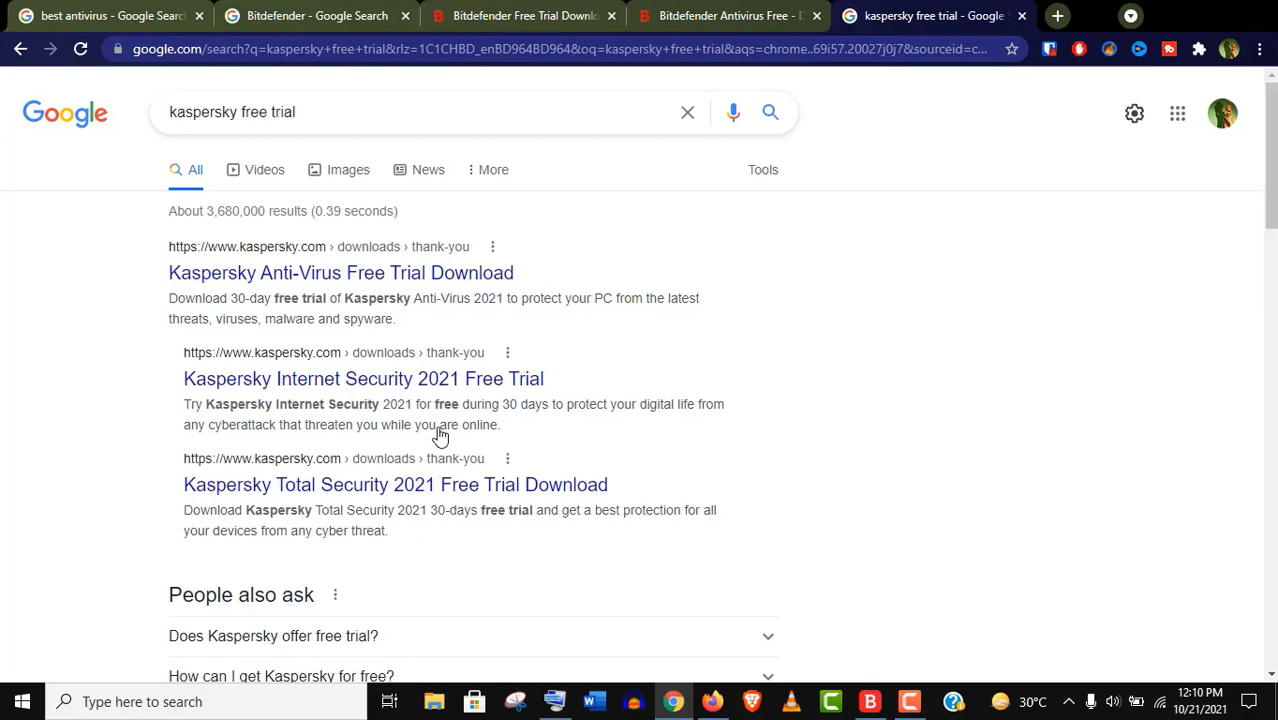 best antivirus - Google Searc
Bitdefender - Google Search
Bitdefender Free Trial Downlo
Bitdefender Antivirus Free - D
kaspersky free trial - Google S
google.com/search?q=kaspersky+free+trial&rlz=1C1CHBD_enBD964BD964&oq=kaspersky+free+trial&aqs=chrome..69i57.20027j0j7&sourceid=c...
Google
kaspersky free trial
All
Videos
Images
News
More
Tools
About 3,680,000 results (0.39 seconds)
https://www.kaspersky.com › downloads › thank-you
Kaspersky Anti-Virus Free Trial Download
Download 30-day free trial of Kaspersky Anti-Virus 2021 to protect your PC from the latest
threats, viruses, malware and spyware.
https://www.kaspersky.com › downloads › thank-you
Kaspersky Internet Security 2021 Free Trial
Try Kaspersky Internet Security 2021 for free during 30 days to protect your digital life from
any cyberattack that threaten you while you are online.
https://www.kaspersky.com › downloads › thank-you
Kaspersky Total Security 2021 Free Trial Download
Download Kaspersky Total Security 2021 30-days free trial and get a best protection for all
your devices from any cyber threat.
People also ask
Does Kaspersky offer free trial?
How can I get Kaspersky for free?
Type here to search
30°C
12:10 PM
10/21/2021